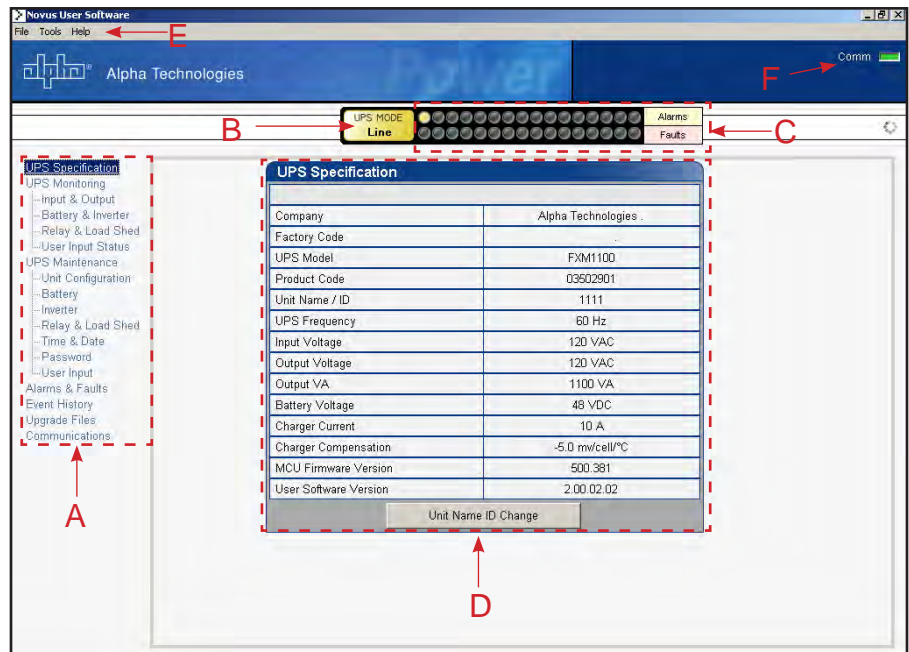 Novus User Software
File Tools Help
E
alpha® Alpha Technologies
Power
Comm
F
B
UPS MODE
Line
Alarms
Faults
C
UPS Specification
UPS Monitoring
Input & Output
Battery & Inverter
Relay & Load Shed
User Input Status
UPS Maintenance
Unit Configuration
Battery
Inverter
Relay & Load Shed
Time & Date
Password
User Input
Alarms & Faults
Event History
Upgrade Files
Communications
A
UPS Specification
Company Alpha Technologies .
Factory Code .
UPS Model FXM1100
Product Code 03502901
Unit Name / ID 1111
UPS Frequency 60 Hz
Input Voltage 120 VAC
Output Voltage 120 VAC
Output VA 1100 VA
Battery Voltage 48 VDC
Charger Current 10 A
Charger Compensation -5.0 mv/cell/°C
MCU Firmware Version 500.381
User Software Version 2.00.02.02
Unit Name ID Change
D